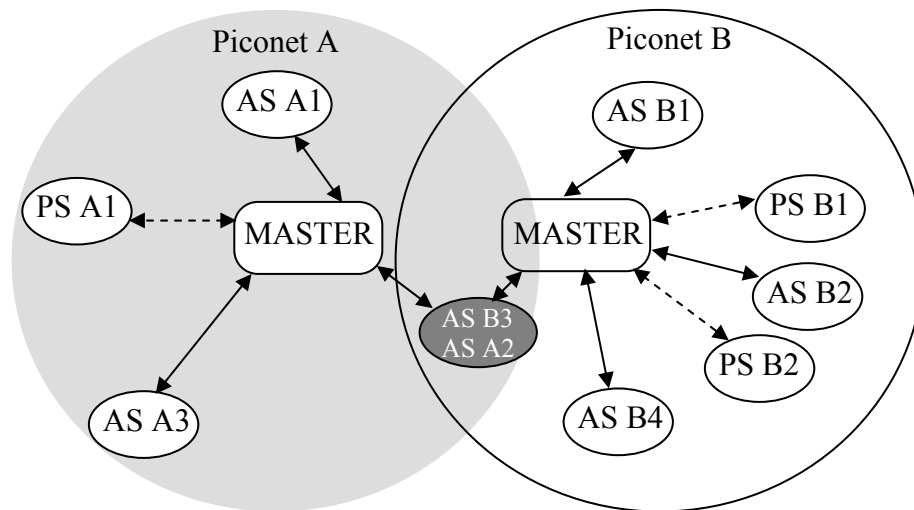 Piconet A
Piconet B
AS A1
AS B1
PS A1
PS B1
MASTER
MASTER
AS B2
AS B3
AS A2
PS B2
AS A3
AS B4